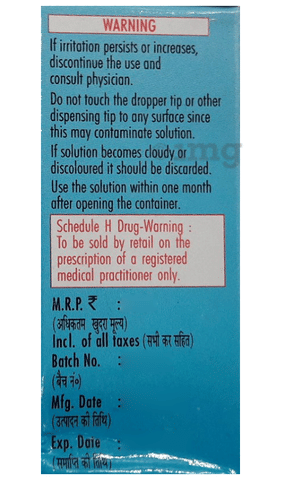 WARNING
If irritation persists or increases,
discontinue the use and
consult physician.
Do not touch the dropper tip or other
dispensing tip to any surface since
this may contaminate solution.
If solution becomes cloudy or
discoloured it should be discarded.
Use the solution within one month
after opening the container.
Schedule H Drug-Warning :
To be sold by retail on the
prescription of a registered
medical practitioner only.
M.R.P. ₹ :
(अधिकतम खुदरा मूल्य)
Incl. of all taxes (सभी कर सहित)
Batch No. :
(बैच नं०)
Mfg. Date :
(उत्पादन की तिथि)
Exp. Date :
(समाप्ति की तिथि)